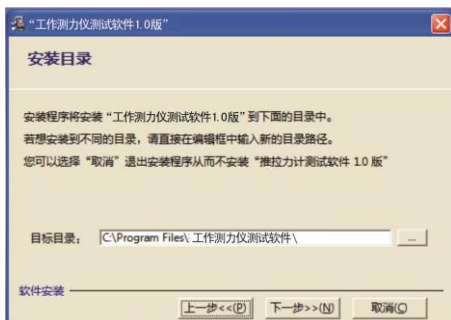 “工作测力仪测试软件1.0版”
安装目录
安装程序将安装“工作测力仪测试软件1.0版”到下面的目录中。
若想安装到不同的目录，请直接在编辑框中输入新的目录路径。
您可以选择“取消”退出安装程序从而不安装“推拉力计测试软件 1.0 版”
目标目录： C:\Program Files\ 工作测力仪测试软件\ ...
软件安装
上一步<<(P) 下一步>>(N) 取消(C)